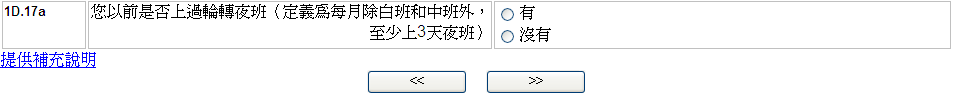 1D.17a
您以前是否上過輪轉夜班（定義為每月除白班和中班外，
至少上3天夜班）
有
沒有
提供補充說明
<<
>>